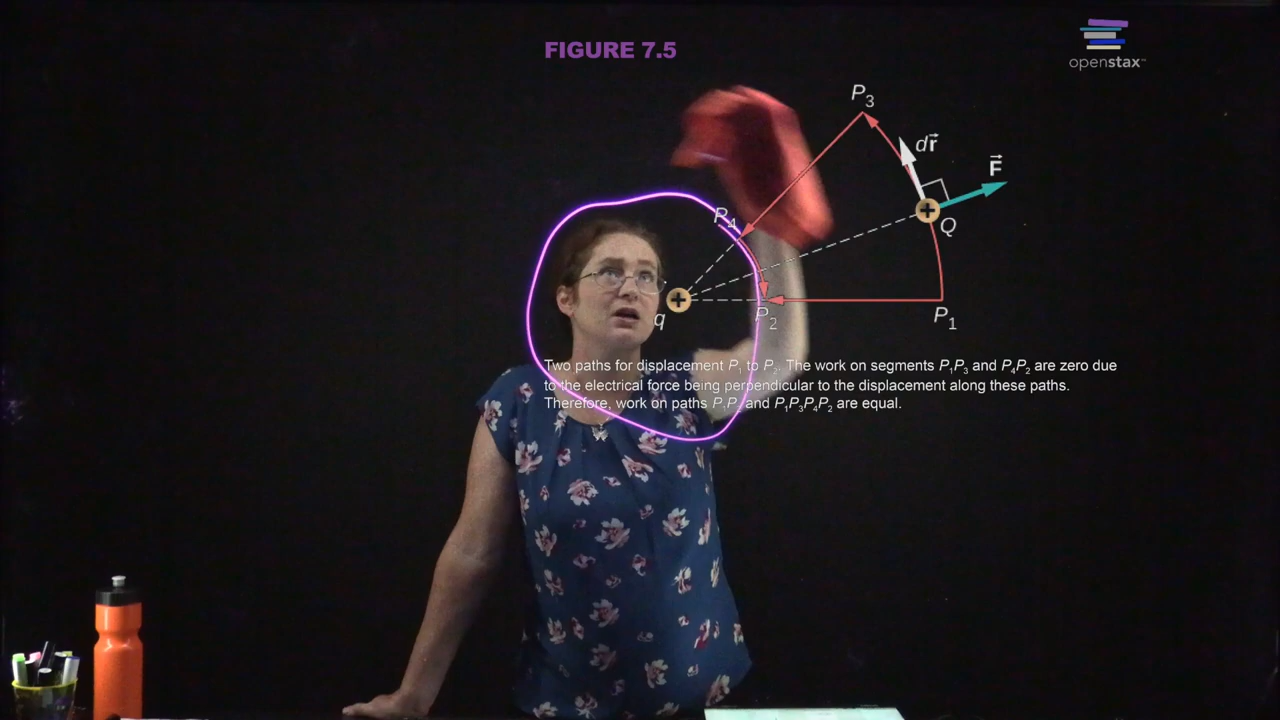 FIGURE 7.5
openstax™
P3
dr⃗
F⃗
P4
Q
q
P2
P1
Two paths for displacement P1 to P2. The work on segments P1P3 and P4P2 are zero due
to the electrical force being perpendicular to the displacement along these paths.
Therefore, work on paths P1P2 and P1P3P4P2 are equal.